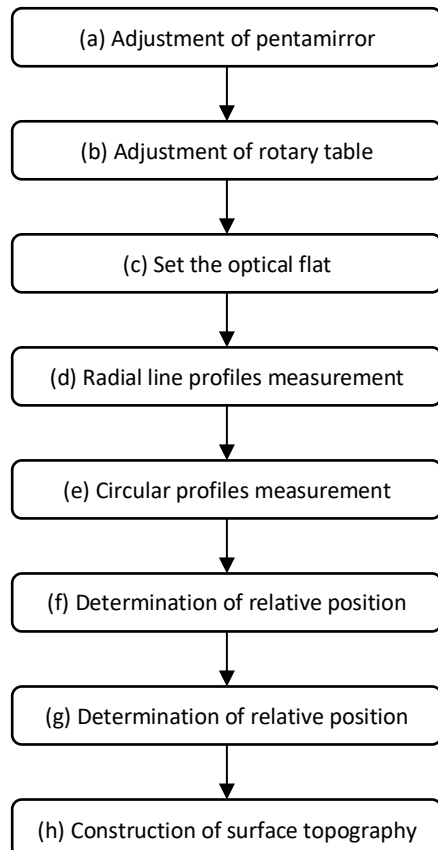 (a) Adjustment of pentamirror
(b) Adjustment of rotary table
(c) Set the optical flat
(d) Radial line profiles measurement
(e) Circular profiles measurement
(f) Determination of relative position
(g) Determination of relative position
(h) Construction of surface topography